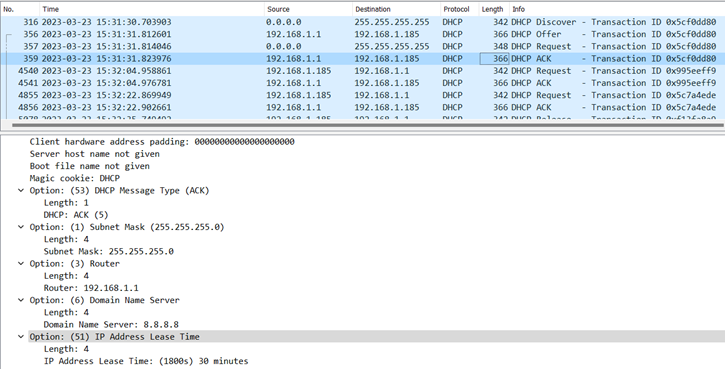 No. Time Source Destination Protocol Length Info
316 2023-03-23 15:31:30.703903 0.0.0.0 255.255.255.255 DHCP 342 DHCP Discover - Transaction ID 0x5cf0dd80
356 2023-03-23 15:31:31.812601 192.168.1.1 192.168.1.185 DHCP 366 DHCP Offer - Transaction ID 0x5cf0dd80
357 2023-03-23 15:31:31.814046 0.0.0.0 255.255.255.255 DHCP 348 DHCP Request - Transaction ID 0x5cf0dd80
359 2023-03-23 15:31:31.823976 192.168.1.1 192.168.1.185 DHCP 366 DHCP ACK - Transaction ID 0x5cf0dd80
4540 2023-03-23 15:32:04.958861 192.168.1.185 192.168.1.1 DHCP 342 DHCP Request - Transaction ID 0x995eeff9
4541 2023-03-23 15:32:04.976781 192.168.1.1 192.168.1.185 DHCP 366 DHCP ACK - Transaction ID 0x995eeff9
4855 2023-03-23 15:32:22.869949 192.168.1.185 192.168.1.1 DHCP 342 DHCP Request - Transaction ID 0x5c7a4ede
4856 2023-03-23 15:32:22.902661 192.168.1.1 192.168.1.185 DHCP 366 DHCP ACK - Transaction ID 0x5c7a4ede
Client hardware address padding: 00000000000000000000
Server host name not given
Boot file name not given
Magic cookie: DHCP
Option: (53) DHCP Message Type (ACK)
Length: 1
DHCP: ACK (5)
Option: (1) Subnet Mask (255.255.255.0)
Length: 4
Subnet Mask: 255.255.255.0
Option: (3) Router
Length: 4
Router: 192.168.1.1
Option: (6) Domain Name Server
Length: 4
Domain Name Server: 8.8.8.8
Option: (51) IP Address Lease Time
Length: 4
IP Address Lease Time: (1800s) 30 minutes